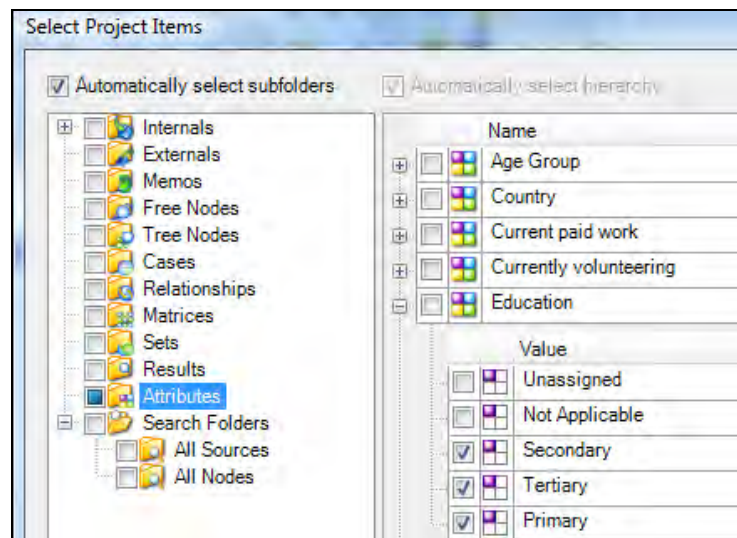 Select Project Items
Automatically select subfolders
Automatically select hierarchy
Internals
Externals
Memos
Free Nodes
Tree Nodes
Cases
Relationships
Matrices
Sets
Results
Attributes
Search Folders
All Sources
All Nodes
Name
Age Group
Country
Current paid work
Currently volunteering
Education
Value
Unassigned
Not Applicable
Secondary
Tertiary
Primary